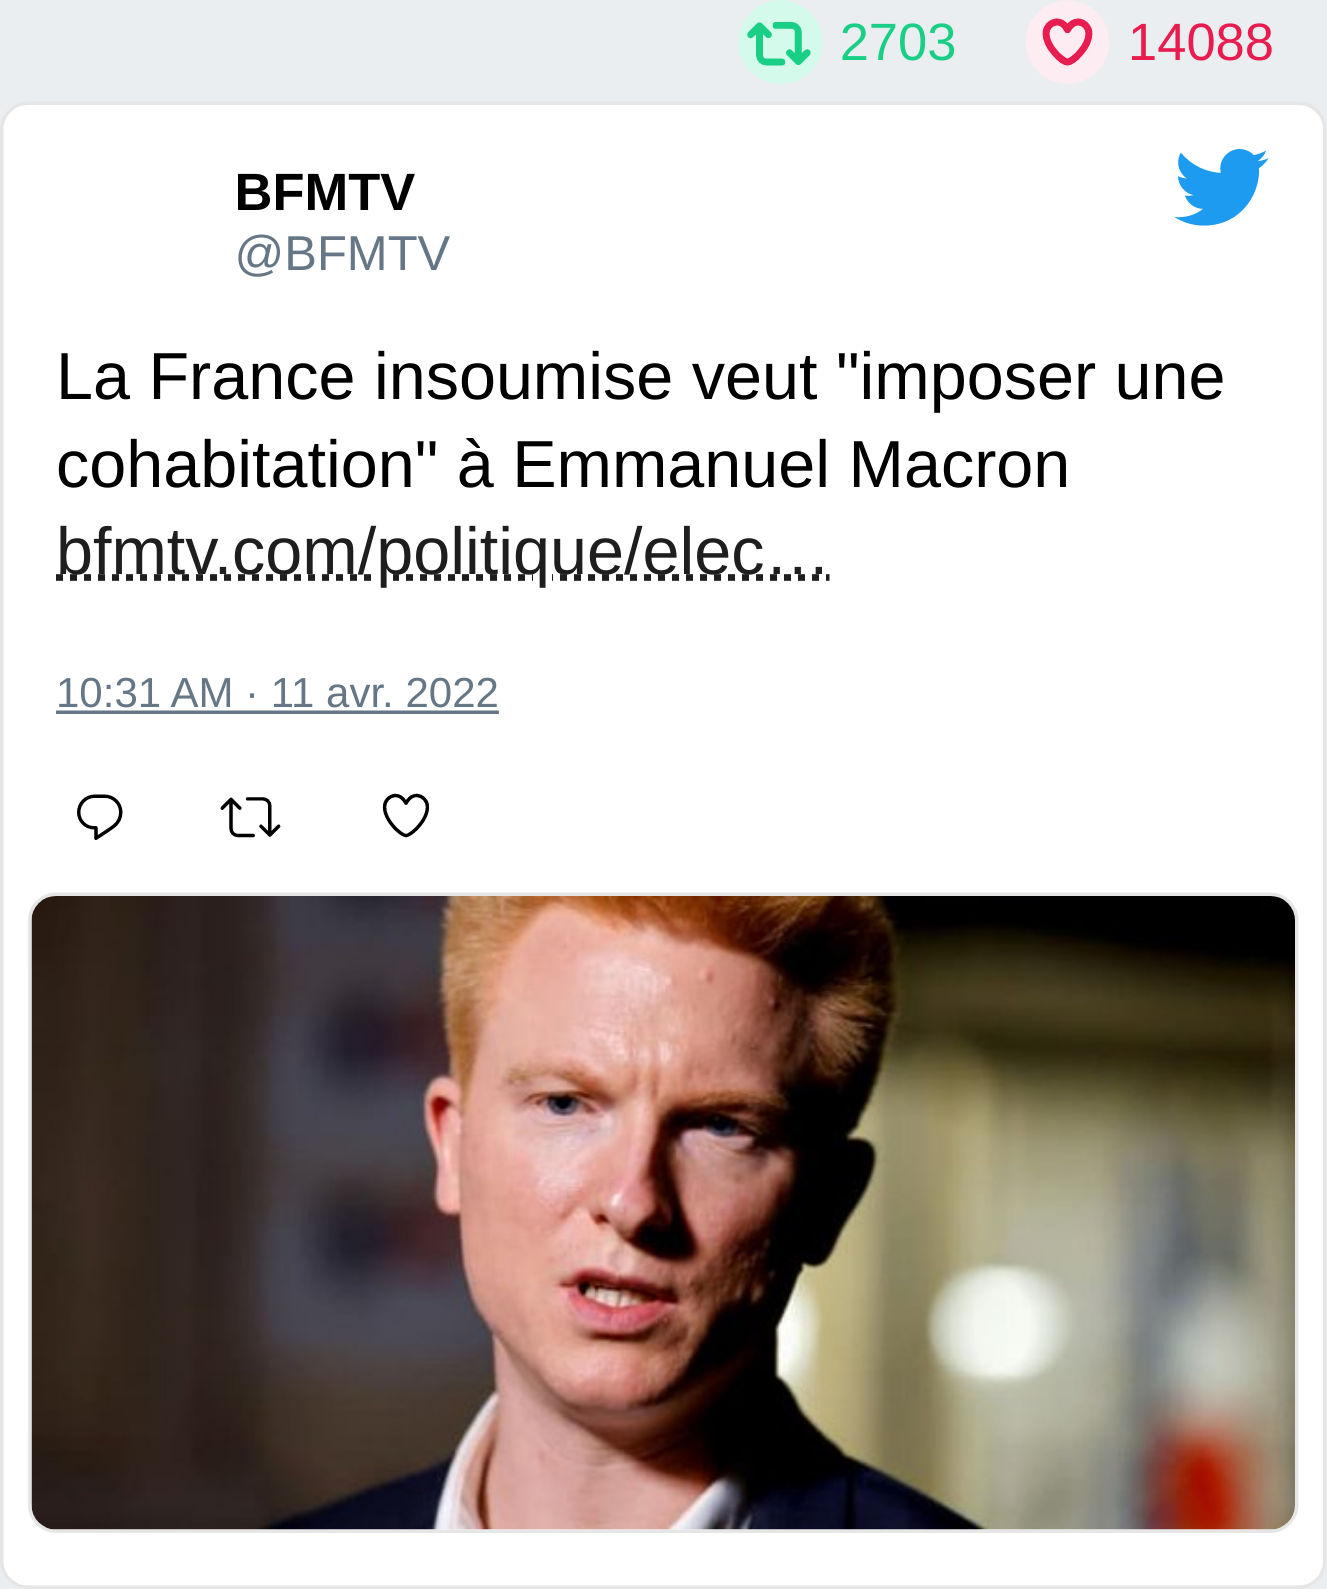 2703 14088
BFMTV
@BFMTV
La France insoumise veut "imposer une
cohabitation" à Emmanuel Macron
bfmtv.com/politique/elec…
10:31 AM · 11 avr. 2022